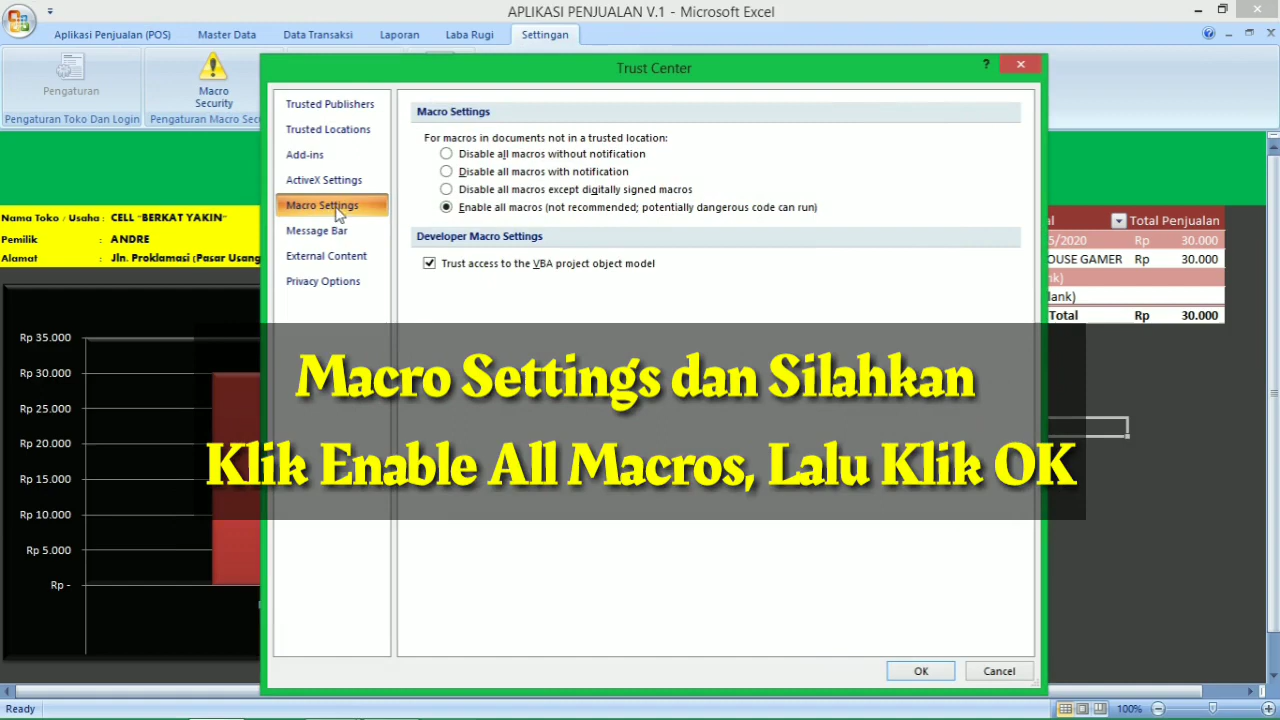 APLIKASI PENJUALAN V.1 - Microsoft Excel
Aplikasi Penjualan (POS)
Master Data
Data Transaksi
Laporan
Laba Rugi
Settingan
Pengaturan
Macro
Security
Pengaturan Toko Dan Login
Pengaturan Macro
Trust Center
Trusted Publishers
Trusted Locations
Add-ins
ActiveX Settings
Macro Settings
Message Bar
External Content
Privacy Options
Macro Settings
For macros in documents not in a trusted location:
Disable all macros without notification
Disable all macros with notification
Disable all macros except digitally signed macros
Enable all macros (not recommended; potentially dangerous code can run)
Developer Macro Settings
Trust access to the VBA project object model
Nama Toko / Usaha : CELL "BERKAT YAKIN"
Pemilik : ANDRE
Alamat : Jln. Proklamasi (Pasar Usang
Total Penjualan
5/2020 Rp 30.000
OUSE GAMER Rp 30.000
Total Rp 30.000
Rp 35.000
Rp 30.000
Rp 25.000
Rp 20.000
Rp 15.000
Rp 10.000
Rp 5.000
Rp -
Macro Settings dan Silahkan
Klik Enable All Macros, Lalu Klik OK
OK
Cancel
Ready
100%